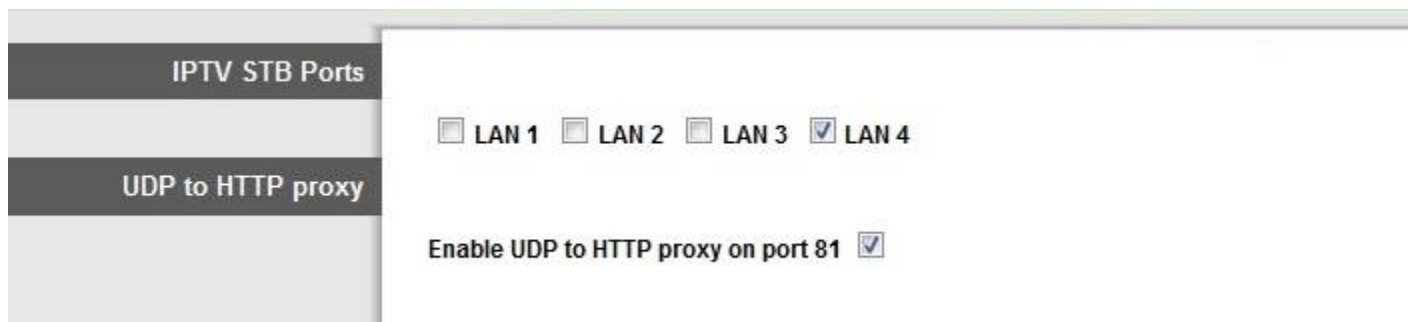 IPTV STB Ports
LAN 1 LAN 2 LAN 3 LAN 4
UDP to HTTP proxy
Enable UDP to HTTP proxy on port 81